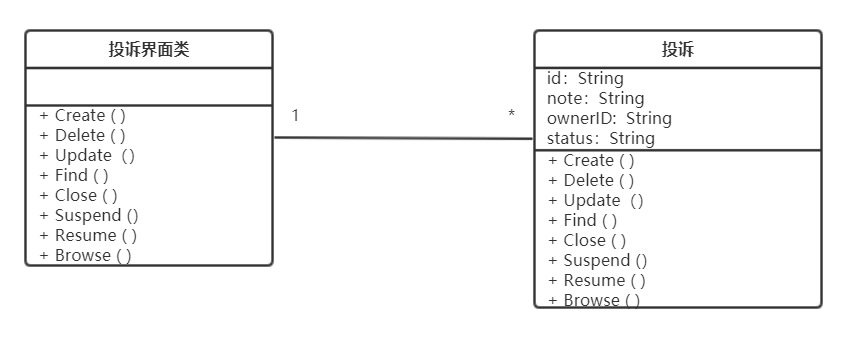 投诉界面类
+ Create ( )
+ Delete ( )
+ Update  ( )
+ Find ( )
+ Close ( )
+ Suspend ()
+ Resume ( )
+ Browse ( )
1
*
投诉
id：String
note：String
ownerID：String
status：String
+ Create ( )
+ Delete ( )
+ Update  ( )
+ Find ( )
+ Close ( )
+ Suspend ()
+ Resume ( )
+ Browse ( )